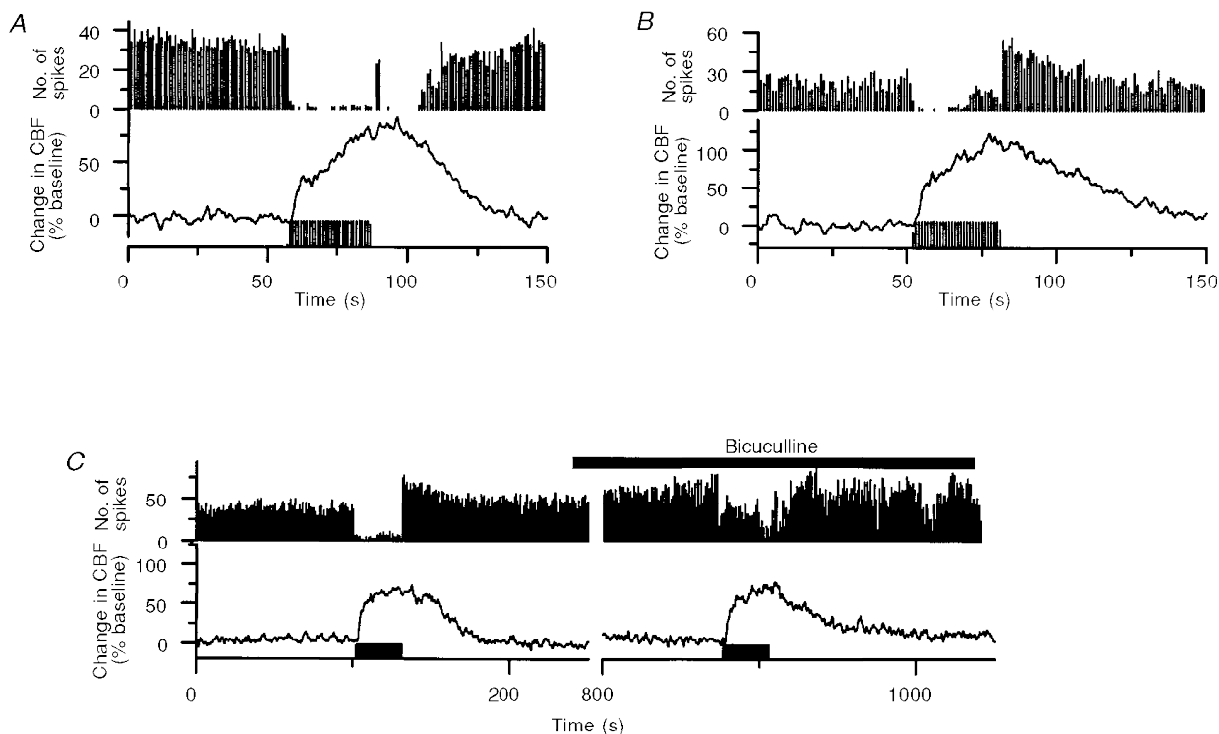 A
No. of
spikes
40
20
0
Change in CBF
(% baseline)
50
0
0
50
100
150
Time (s)
B
No. of
spikes
60
30
0
Change in CBF
(% baseline)
100
50
0
0
50
100
150
Time (s)
C
Bicuculline
No. of
spikes
50
0
Change in CBF
(% baseline)
100
50
0
0
200
800
1000
Time (s)